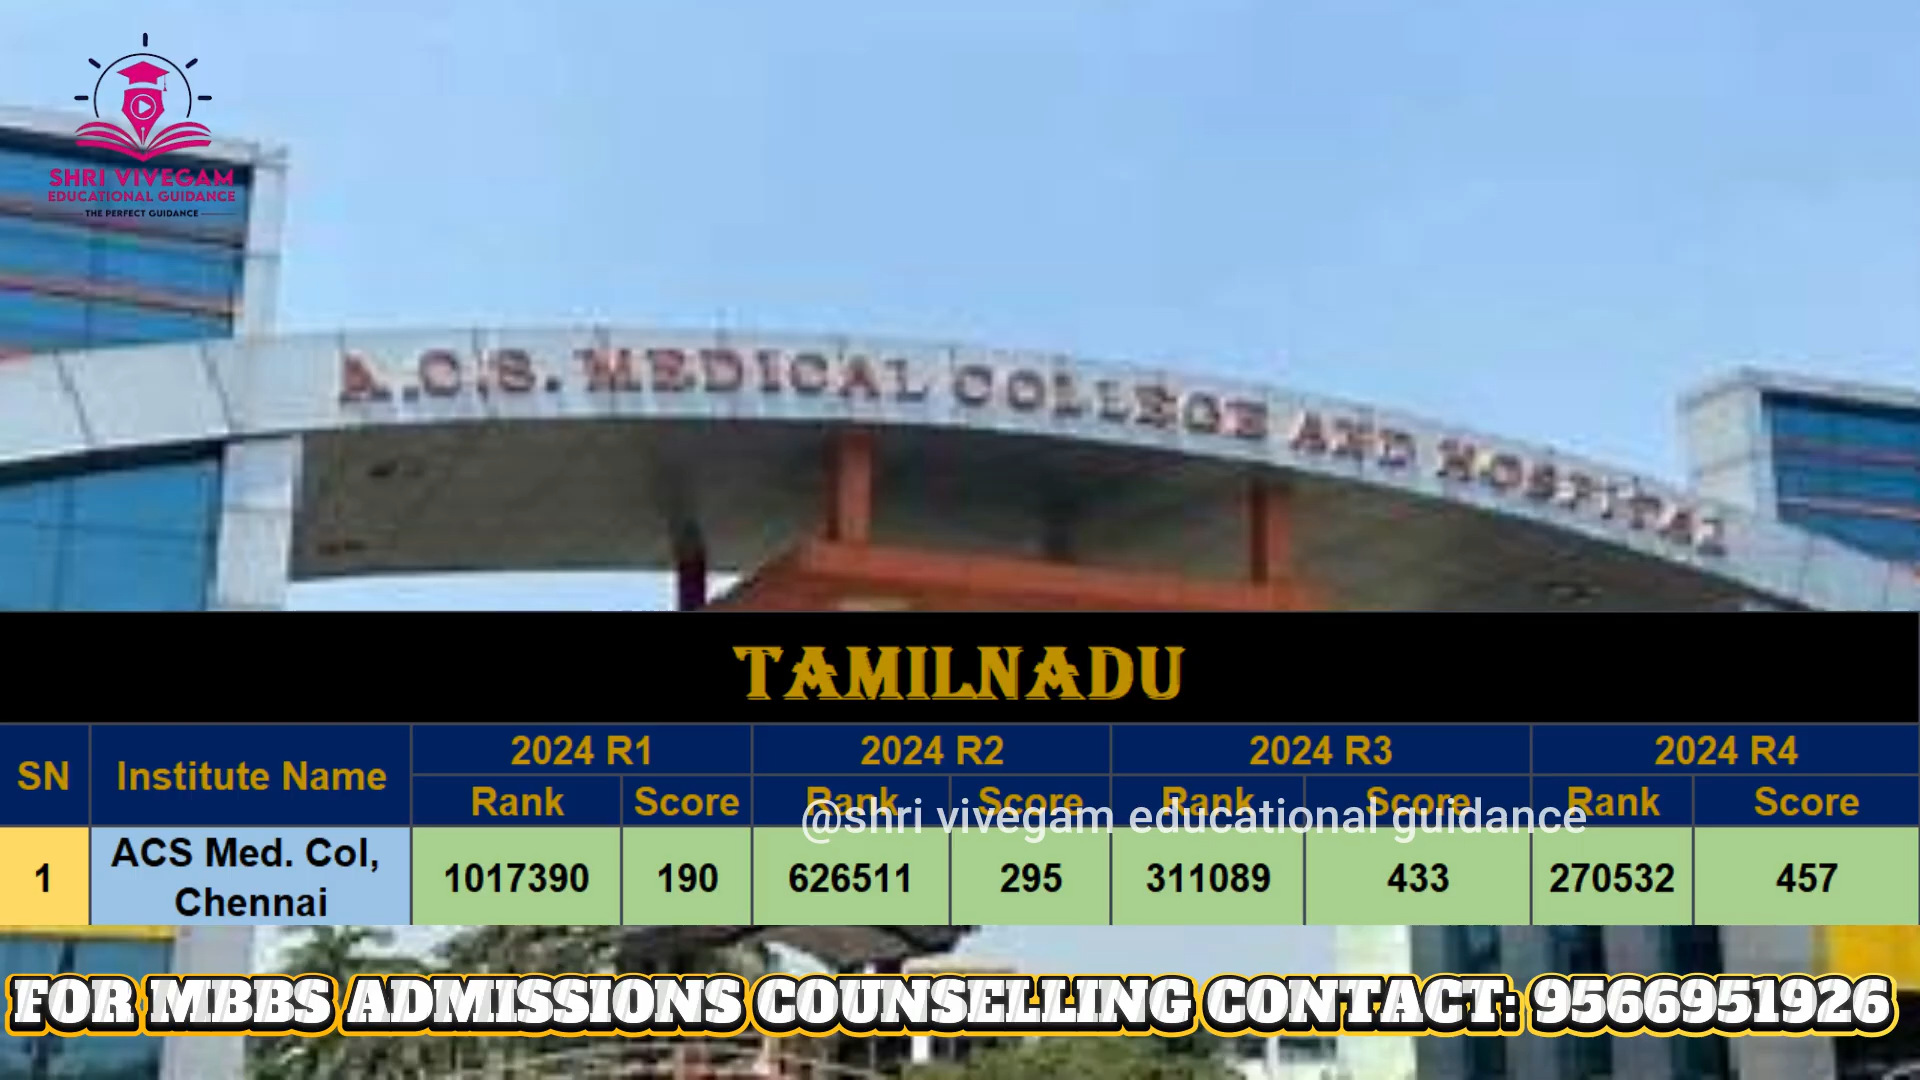 SHRI VIVEGAM
EDUCATIONAL GUIDANCE
THE PERFECT GUIDANCE
A.C.S. MEDICAL COLLEGE AND HOSPITAL
TAMILNADU
SN Institute Name 2024 R1 2024 R2 2024 R3 2024 R4
Rank Score Rank Score Rank Score Rank Score
@shri vivegam educational guidance
1 ACS Med. Col, Chennai 1017390 190 626511 295 311089 433 270532 457
FOR MBBS ADMISSIONS COUNSELLING CONTACT: 9566951926